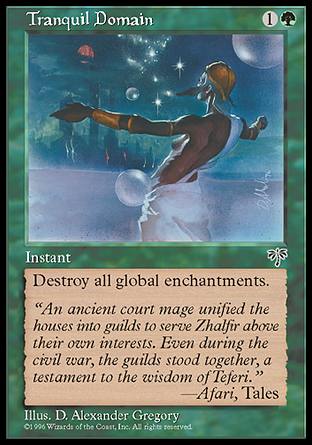 Tranquil Domain
1
Instant
Destroy all global enchantments.
"An ancient court mage unified the
houses into guilds to serve Zhalfir above
their own interests. Even during the
civil war, the guilds stood together, a
testament to the wisdom of Teferi."
—Afari, Tales
Illus. D. Alexander Gregory
©1996 Wizards of the Coast, Inc. All rights reserved.